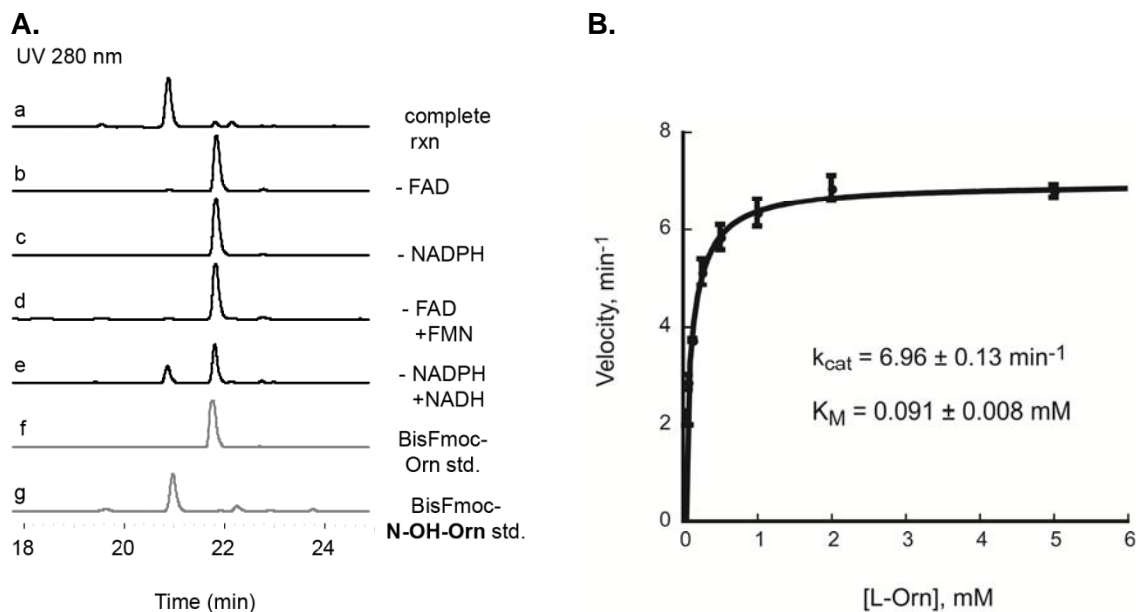 A.
UV 280 nm
a
complete
rxn
b
- FAD
c
- NADPH
d
- FAD
+FMN
e
- NADPH
+NADH
f
BisFmoc-
Orn std.
g
BisFmoc-
N-OH-Orn std.
18 20 22 24
Time (min)
B.
8
6
4
2
0
Velocity, min-1
kcat = 6.96 ± 0.13 min-1
KM = 0.091 ± 0.008 mM
0 1 2 3 4 5 6
[L-Orn], mM